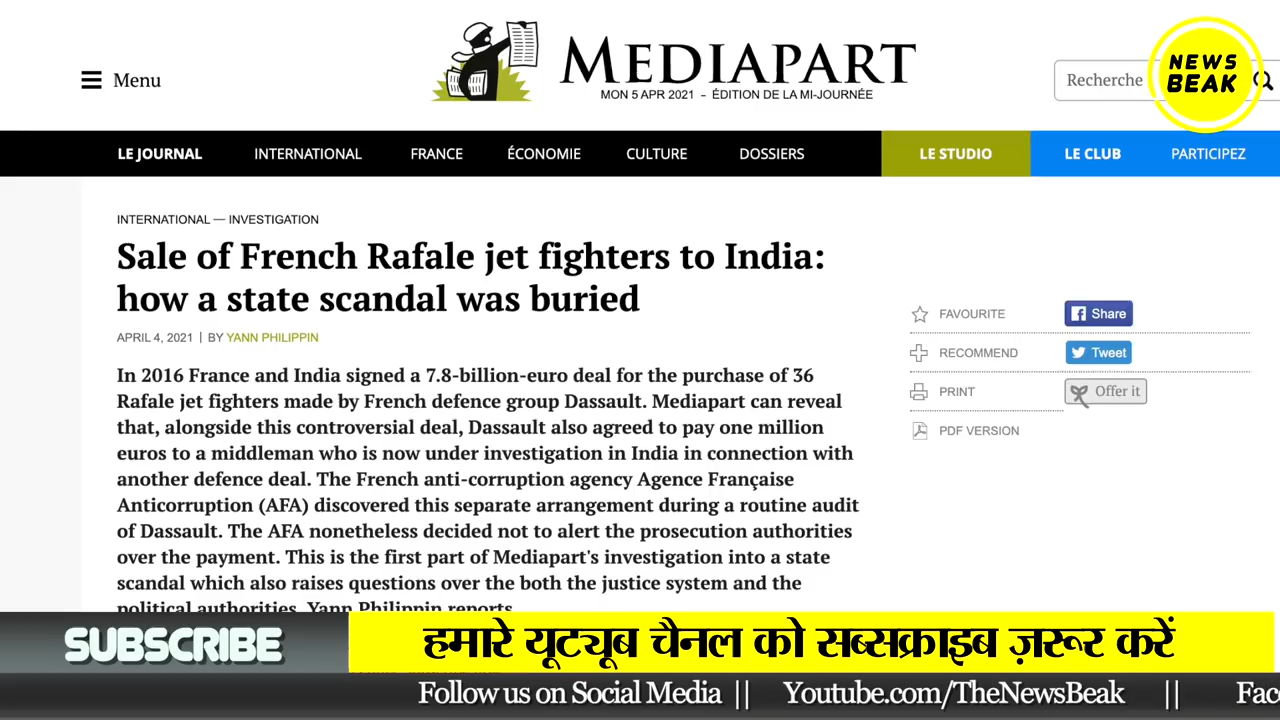 Menu
MEDIAPART
MON 5 APR 2021 - ÉDITION DE LA MI-JOURNÉE
Recherche
NEWS
BEAK
LE JOURNAL INTERNATIONAL FRANCE ÉCONOMIE CULTURE DOSSIERS LE STUDIO LE CLUB PARTICIPEZ
INTERNATIONAL — INVESTIGATION
Sale of French Rafale jet fighters to India:
how a state scandal was buried
APRIL 4, 2021 | BY YANN PHILIPPIN
In 2016 France and India signed a 7.8-billion-euro deal for the purchase of 36
Rafale jet fighters made by French defence group Dassault. Mediapart can reveal
that, alongside this controversial deal, Dassault also agreed to pay one million
euros to a middleman who is now under investigation in India in connection with
another defence deal. The French anti-corruption agency Agence Française
Anticorruption (AFA) discovered this separate arrangement during a routine audit
of Dassault. The AFA nonetheless decided not to alert the prosecution authorities
over the payment. This is the first part of Mediapart's investigation into a state
scandal which also raises questions over the both the justice system and the
political authorities. Yann Philippin reports.
FAVOURITE Share
RECOMMEND Tweet
PRINT Offer it
PDF VERSION
SUBSCRIBE
हमारे यूट्यूब चैनल को सब्सक्राइब ज़रूर करें
Follow us on Social Media || Youtube.com/TheNewsBeak || Fac